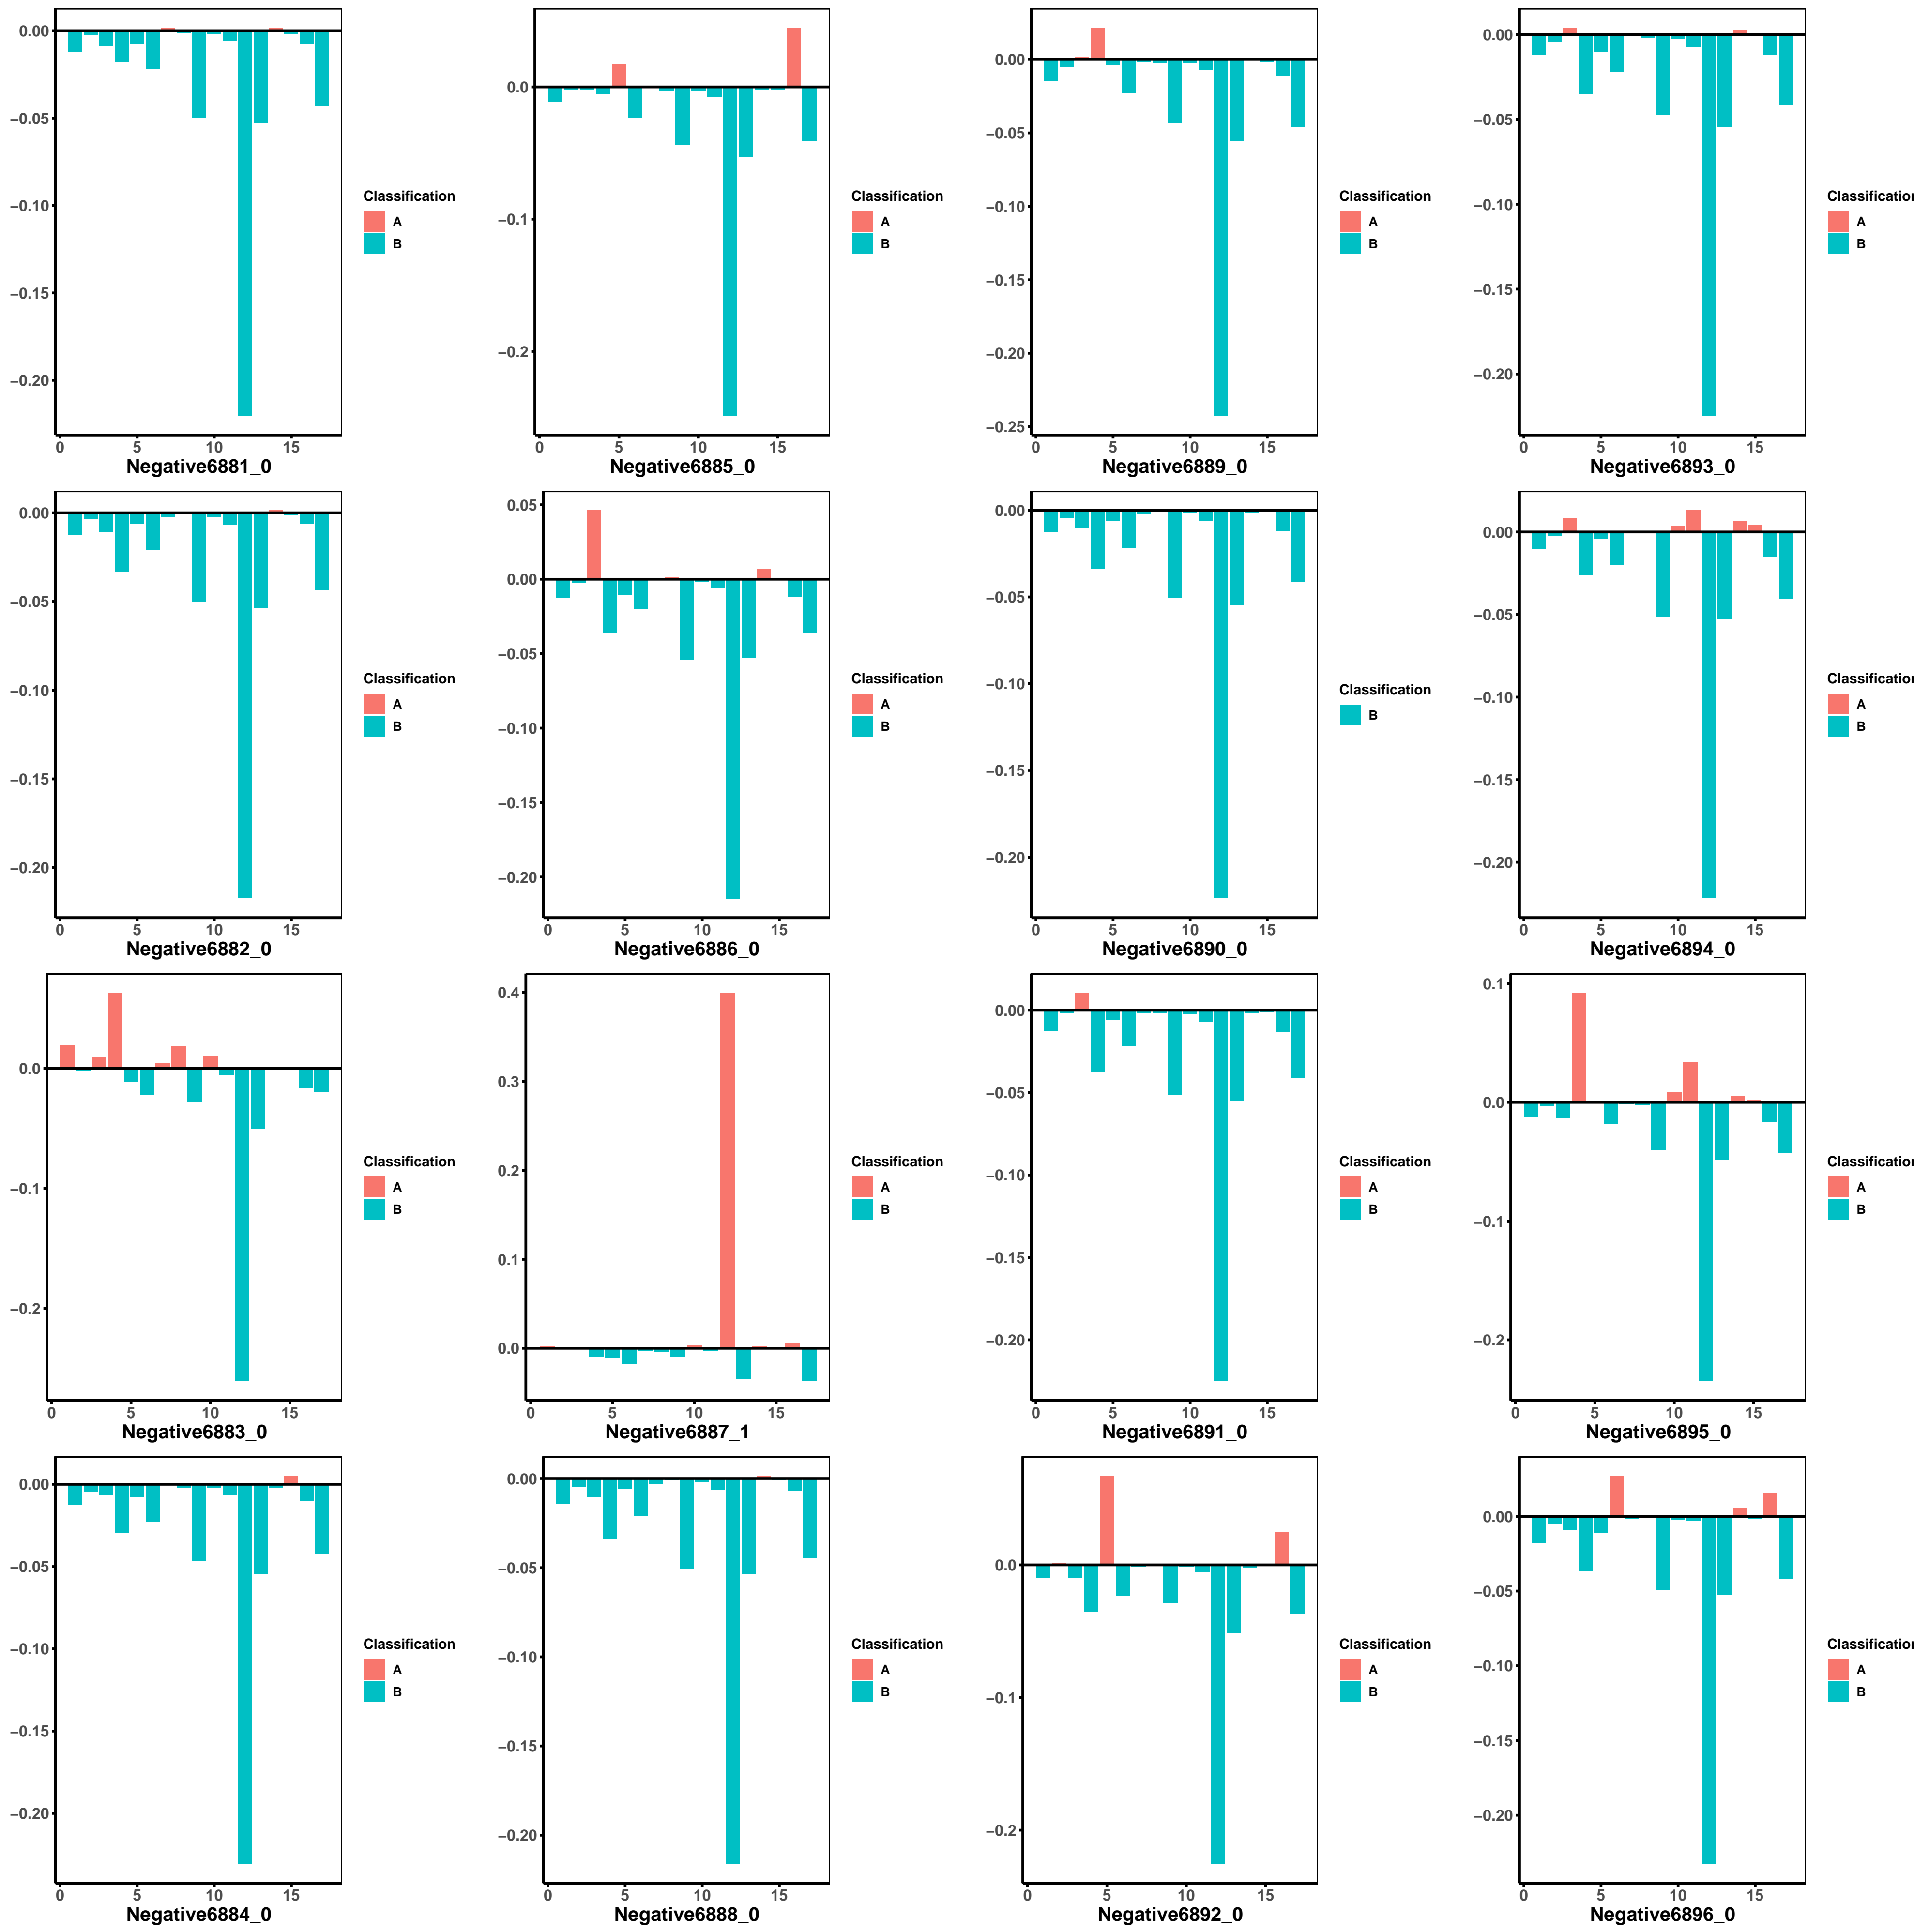 0.00
−0.05
−0.10
−0.15
−0.20
0 5 10 15
Negative6881_0
Classification
A
B
0.0
−0.1
−0.2
0 5 10 15
Negative6885_0
Classification
A
B
0.00
−0.05
−0.10
−0.15
−0.20
−0.25
0 5 10 15
Negative6889_0
Classification
A
B
0.00
−0.05
−0.10
−0.15
−0.20
0 5 10 15
Negative6893_0
Classification
A
B
0.00
−0.05
−0.10
−0.15
−0.20
0 5 10 15
Negative6882_0
Classification
A
B
0.05
0.00
−0.05
−0.10
−0.15
−0.20
0 5 10 15
Negative6886_0
Classification
A
B
0.00
−0.05
−0.10
−0.15
−0.20
0 5 10 15
Negative6890_0
Classification
B
0.00
−0.05
−0.10
−0.15
−0.20
0 5 10 15
Negative6894_0
Classification
A
B
0.0
−0.1
−0.2
0 5 10 15
Negative6883_0
Classification
A
B
0.4
0.3
0.2
0.1
0.0
0 5 10 15
Negative6887_1
Classification
A
B
0.00
−0.05
−0.10
−0.15
−0.20
0 5 10 15
Negative6891_0
Classification
A
B
0.1
0.0
−0.1
−0.2
0 5 10 15
Negative6895_0
Classification
A
B
0.00
−0.05
−0.10
−0.15
−0.20
0 5 10 15
Negative6884_0
Classification
A
B
0.00
−0.05
−0.10
−0.15
−0.20
0 5 10 15
Negative6888_0
Classification
A
B
0.0
−0.1
−0.2
0 5 10 15
Negative6892_0
Classification
A
B
0.00
−0.05
−0.10
−0.15
−0.20
0 5 10 15
Negative6896_0
Classification
A
B